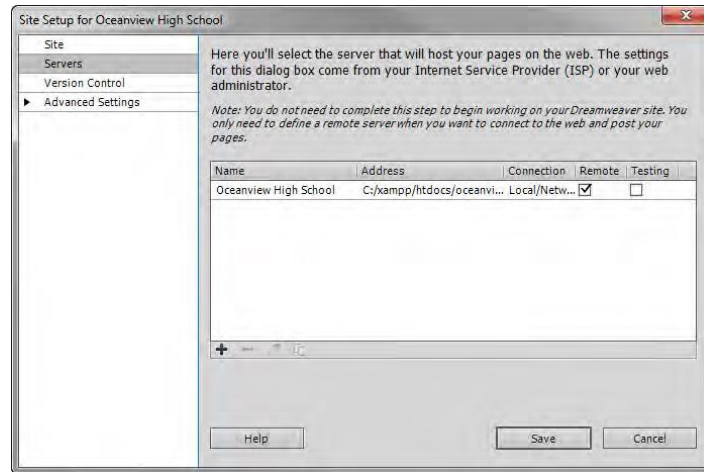 Site Setup for Oceanview High School
Site
Servers
Version Control
Advanced Settings
Here you'll select the server that will host your pages on the web. The settings
for this dialog box come from your Internet Service Provider (ISP) or your web
administrator.
Note: You do not need to complete this step to begin working on your Dreamweaver site. You
only need to define a remote server when you want to connect to the web and post your
pages.
Name Address Connection Remote Testing
Oceanview High School C:/xampp/htdocs/oceanvi... Local/Netw...
Help Save Cancel